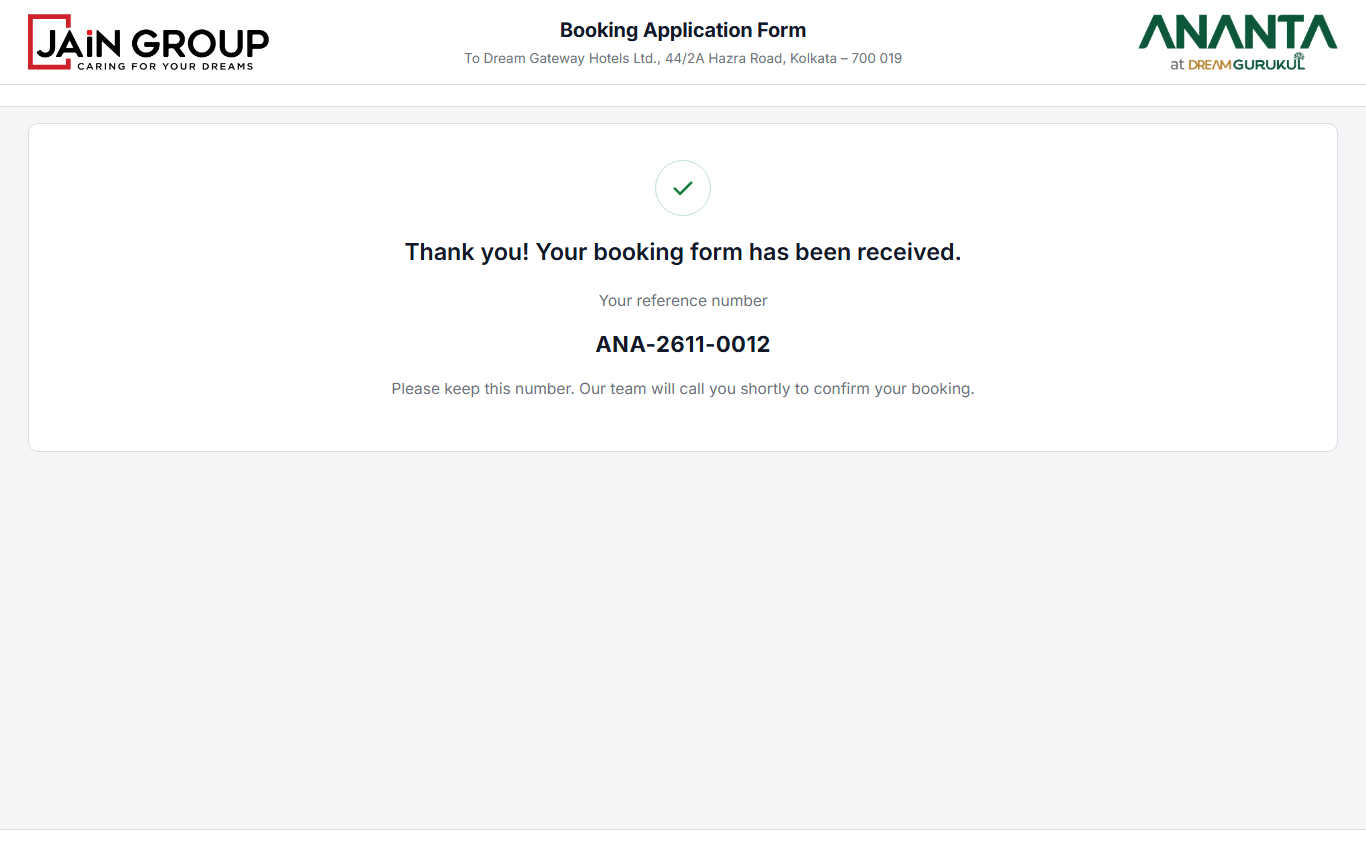 JAiN GROUP
CARING FOR YOUR DREAMS
Booking Application Form
To Dream Gateway Hotels Ltd., 44/2A Hazra Road, Kolkata – 700 019
ANANTA
at DREAM GURUKUL
Thank you! Your booking form has been received.
Your reference number
ANA-2611-0012
Please keep this number. Our team will call you shortly to confirm your booking.